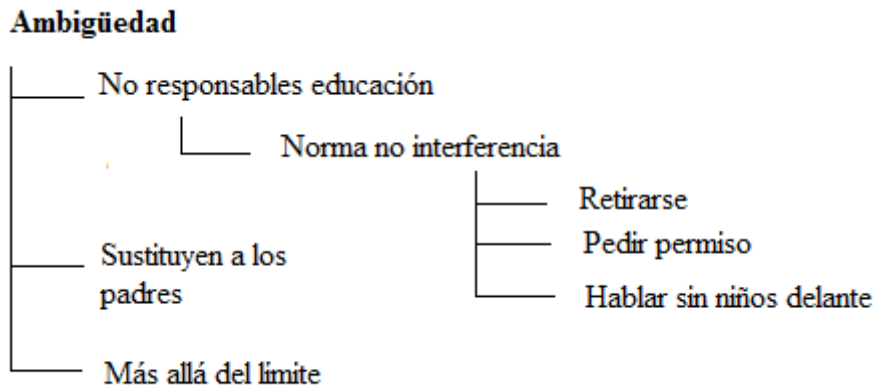 Ambigüedad
No responsables educación
Norma no interferencia
Retirarse
Pedir permiso
Hablar sin niños delante
Sustituyen a los
padres
Más allá del límite